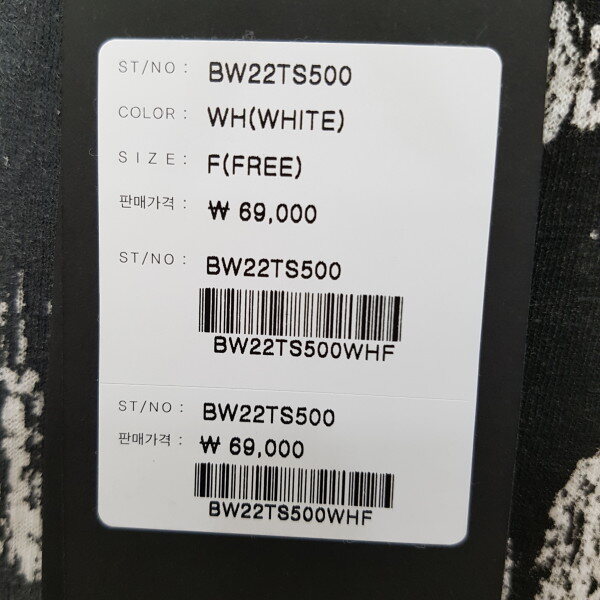 ST/NO : BW22TS500
COLOR : WH(WHITE)
SIZE : F(FREE)
판매가격 : ₩ 69,000
ST/NO : BW22TS500
BW22TS500WHF
ST/NO : BW22TS500
판매가격 : ₩ 69,000
BW22TS500WHF